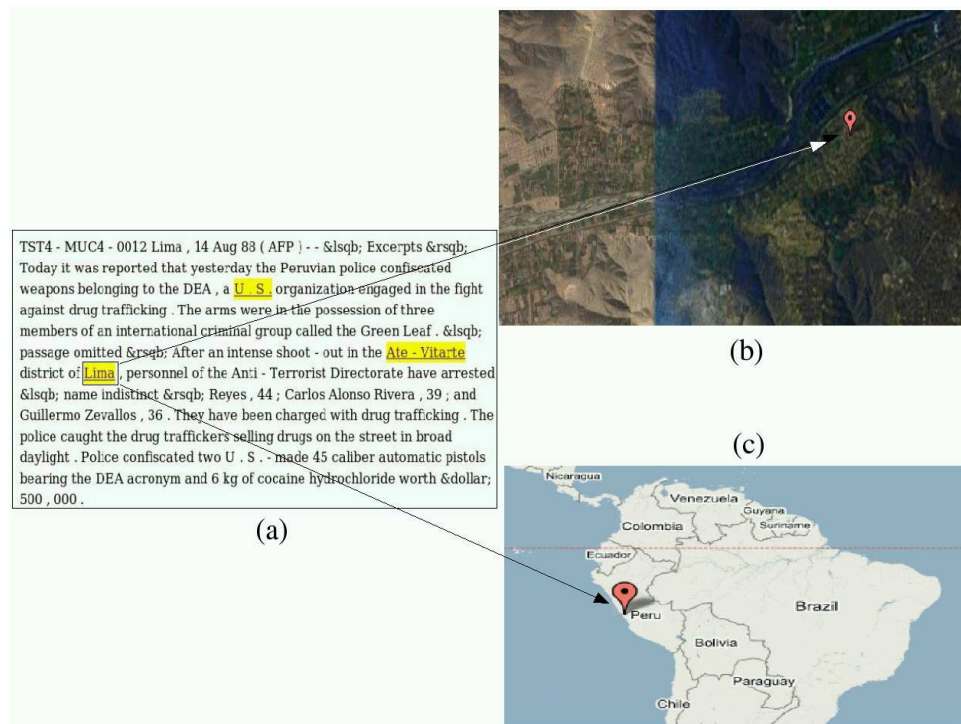 TST4 - MUC4 - 0012 Lima , 14 Aug 88 ( AFP ) - - &lsqb; Excerpts &rsqb;
Today it was reported that yesterday the Peruvian police confiscated
weapons belonging to the DEA , a U . S . organization engaged in the fight
against drug trafficking . The arms were in the possession of three
members of an international criminal group called the Green Leaf . &lsqb;
passage omitted &rsqb; After an intense shoot - out in the Ate - Vitarte
district of Lima , personnel of the Anti - Terrorist Directorate have arrested
&lsqb; name indistinct &rsqb; Reyes , 44 ; Carlos Alonso Rivera , 39 ; and
Guillermo Zevallos , 36 . They have been charged with drug trafficking . The
police caught the drug traffickers selling drugs on the street in broad
daylight . Police confiscated two U . S . - made 45 caliber automatic pistols
bearing the DEA acronym and 6 kg of cocaine hydrochloride worth &dollar;
500 , 000 .
(a)
(b)
(c)
Nicaragua
Venezuela
Guyana
Suriname
Colombia
Ecuador
Peru
Brazil
Bolivia
Paraguay
Chile